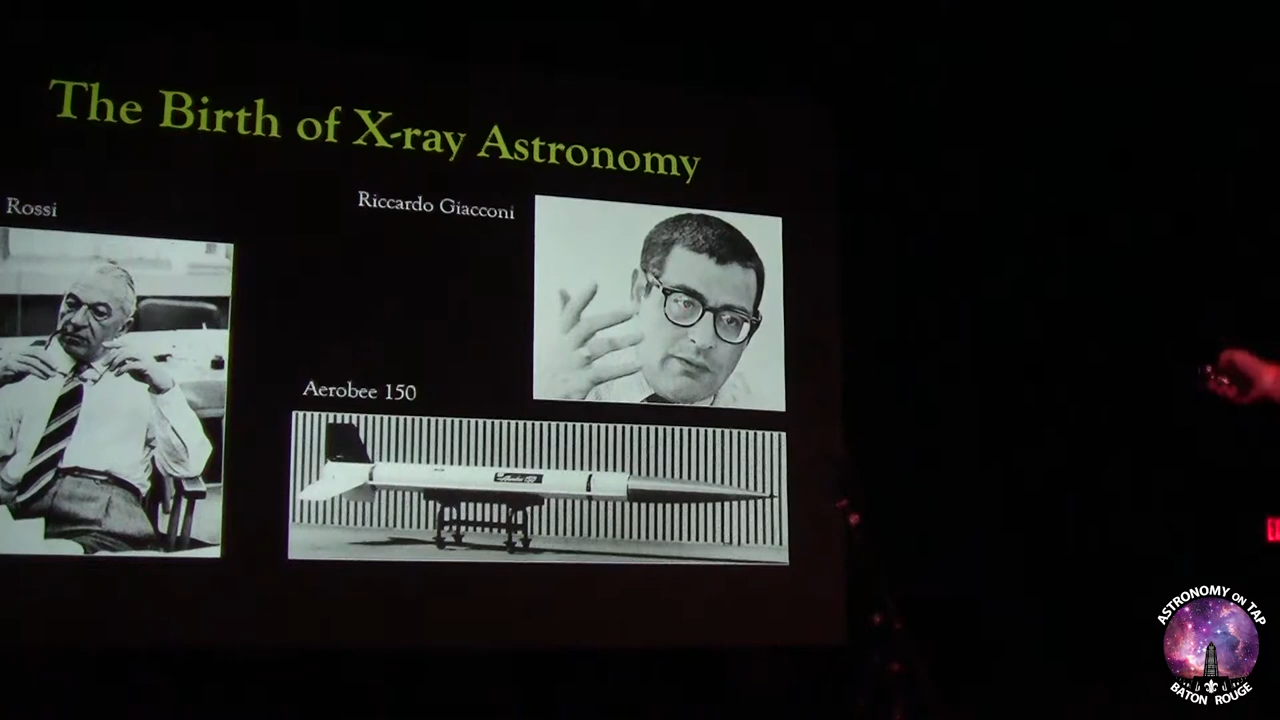 The Birth of X-ray Astronomy
Rossi
Riccardo Giacconi
Aerobee 150
ASTRONOMY ON TAP
BATON ROUGE